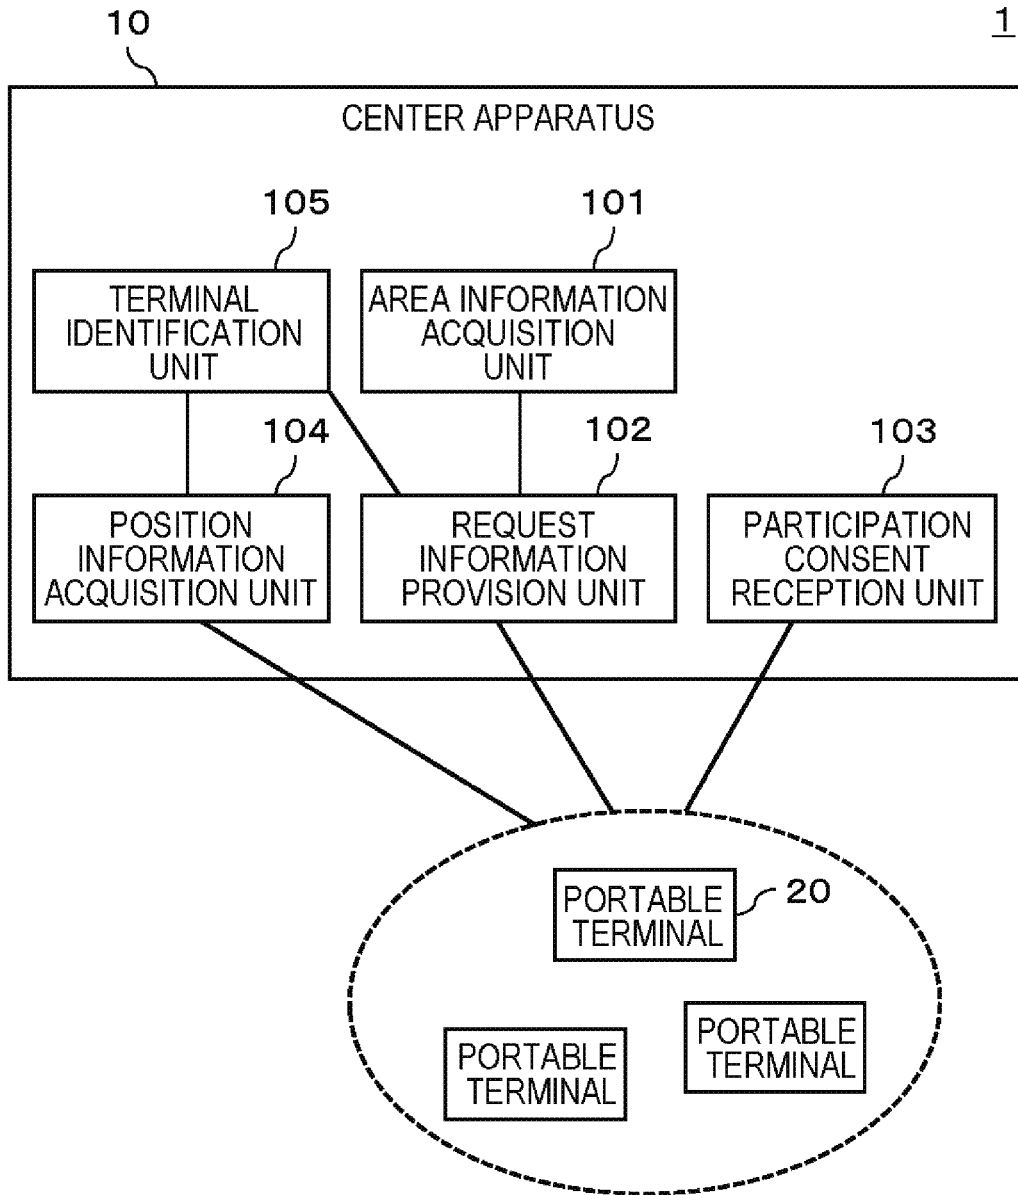 10
1
CENTER APPARATUS
105
101
TERMINAL
IDENTIFICATION
UNIT
AREA INFORMATION
ACQUISITION
UNIT
104
102
103
POSITION
INFORMATION
ACQUISITION UNIT
REQUEST
INFORMATION
PROVISION UNIT
PARTICIPATION
CONSENT
RECEPTION UNIT
PORTABLE
TERMINAL
20
PORTABLE
TERMINAL
PORTABLE
TERMINAL